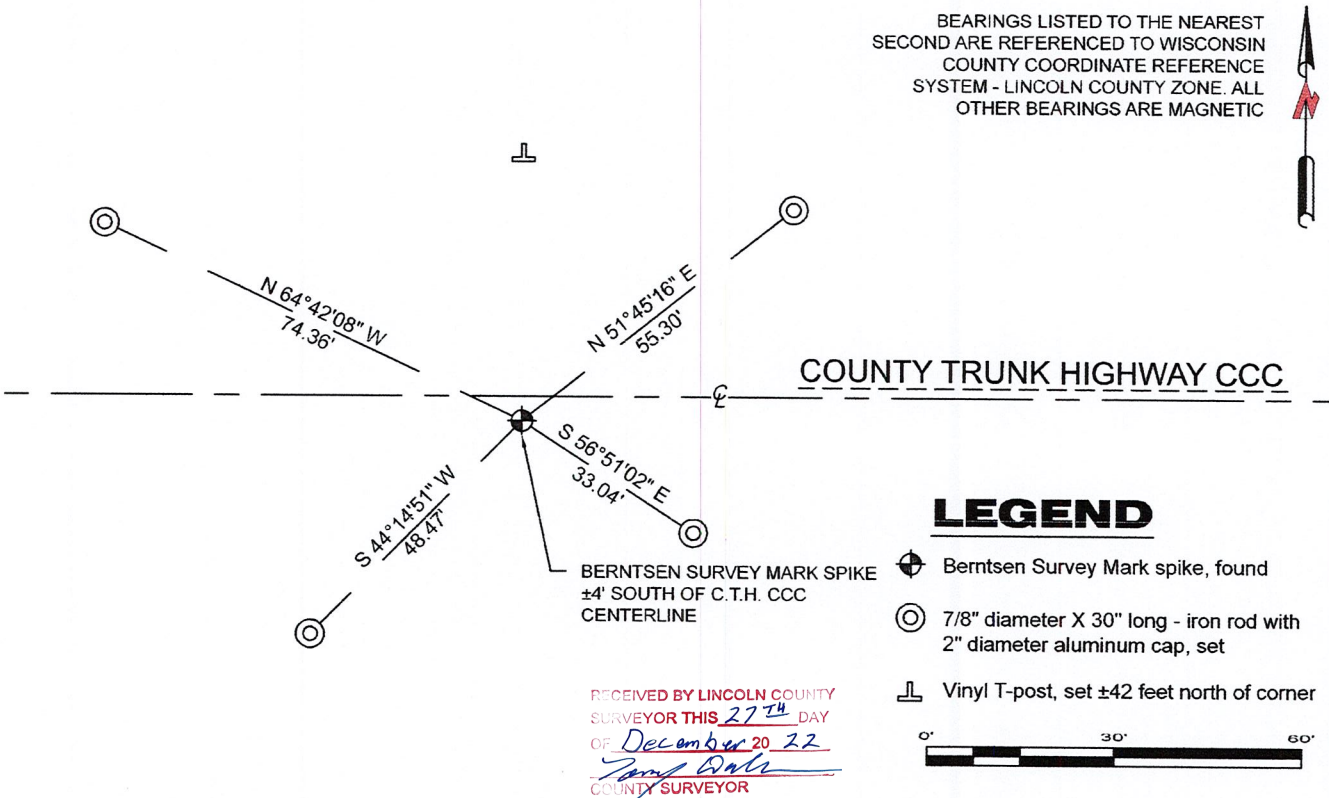 BEARINGS LISTED TO THE NEAREST
SECOND ARE REFERENCED TO WISCONSIN
COUNTY COORDINATE REFERENCE
SYSTEM - LINCOLN COUNTY ZONE. ALL
OTHER BEARINGS ARE MAGNETIC
N
N 64°42'08" W
74.36'
N 51°45'16" E
55.30'
COUNTY TRUNK HIGHWAY CCC
℄
S 56°51'02" E
33.04'
S 44°14'51" W
48.47'
BERNTSEN SURVEY MARK SPIKE
±4' SOUTH OF C.T.H. CCC
CENTERLINE
LEGEND
Berntsen Survey Mark spike, found
7/8" diameter X 30" long - iron rod with
2" diameter aluminum cap, set
Vinyl T-post, set ±42 feet north of corner
0' 30' 60'
RECEIVED BY LINCOLN COUNTY
SURVEYOR THIS 27TH DAY
OF December 20 22
COUNTY SURVEYOR